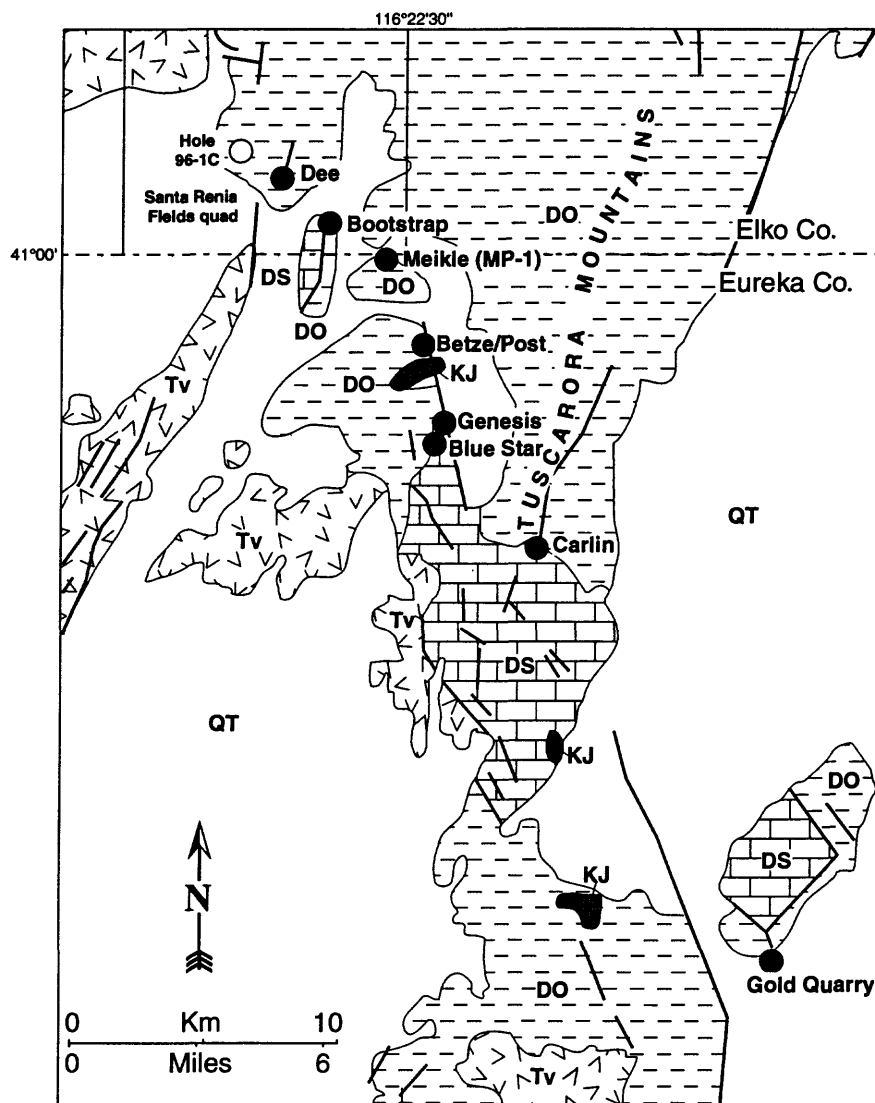 116°22'30"
Hole
96-1C
Dee
Santa Renia
Fields quad
TUSCARORA MOUNTAINS
DO
Bootstrap
Elko Co.
41°00'
Meikle (MP-1)
DS
DO
Eureka Co.
DO
Betze/Post
Tv
DO
KJ
Genesis
Blue Star
QT
Tv
Carlin
Tv
DS
QT
KJ
DO
DS
KJ
N
DO
Gold Quarry
0 Km 10
0 Miles 6
Tv